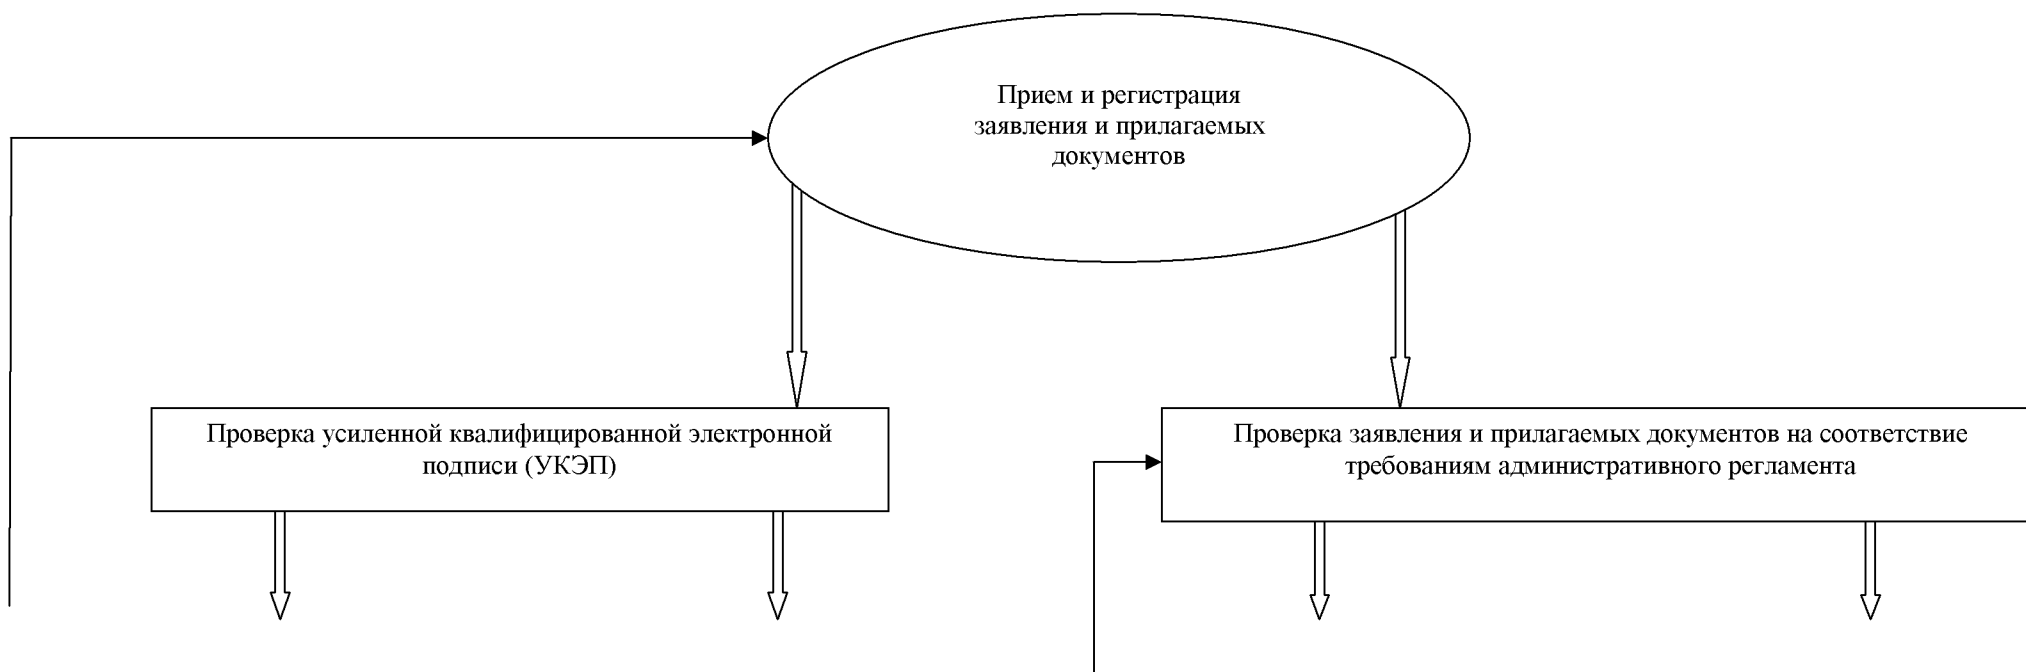 Прием и регистрация
заявления и прилагаемых
документов
Проверка усиленной квалифицированной электронной
подписи (УКЭП)
Проверка заявления и прилагаемых документов на соответствие
требованиям административного регламента